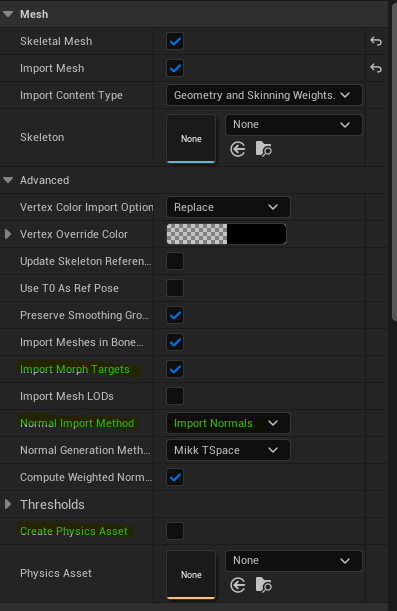 Mesh
Skeletal Mesh
Import Mesh
Import Content Type Geometry and Skinning Weights.
Skeleton None None
Advanced
Vertex Color Import Option Replace
Vertex Override Color
Update Skeleton Referen...
Use T0 As Ref Pose
Preserve Smoothing Gro...
Import Meshes in Bone...
Import Morph Targets
Import Mesh LODs
Normal Import Method Import Normals
Normal Generation Meth... Mikk TSpace
Compute Weighted Norm...
Thresholds
Create Physics Asset
Physics Asset None None